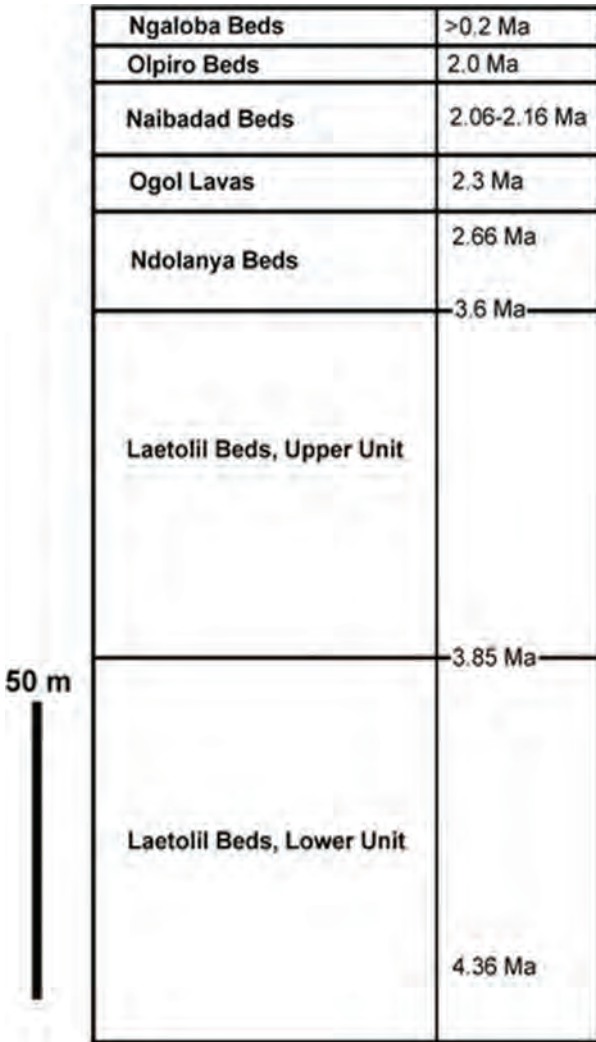 Ngaloba Beds >0.2 Ma
Olpiro Beds 2.0 Ma
Naibadad Beds 2.06-2.16 Ma
Ogol Lavas 2.3 Ma
Ndolanya Beds 2.66 Ma
3.6 Ma
Laetolil Beds, Upper Unit
3.85 Ma
50 m
Laetolil Beds, Lower Unit
4.36 Ma